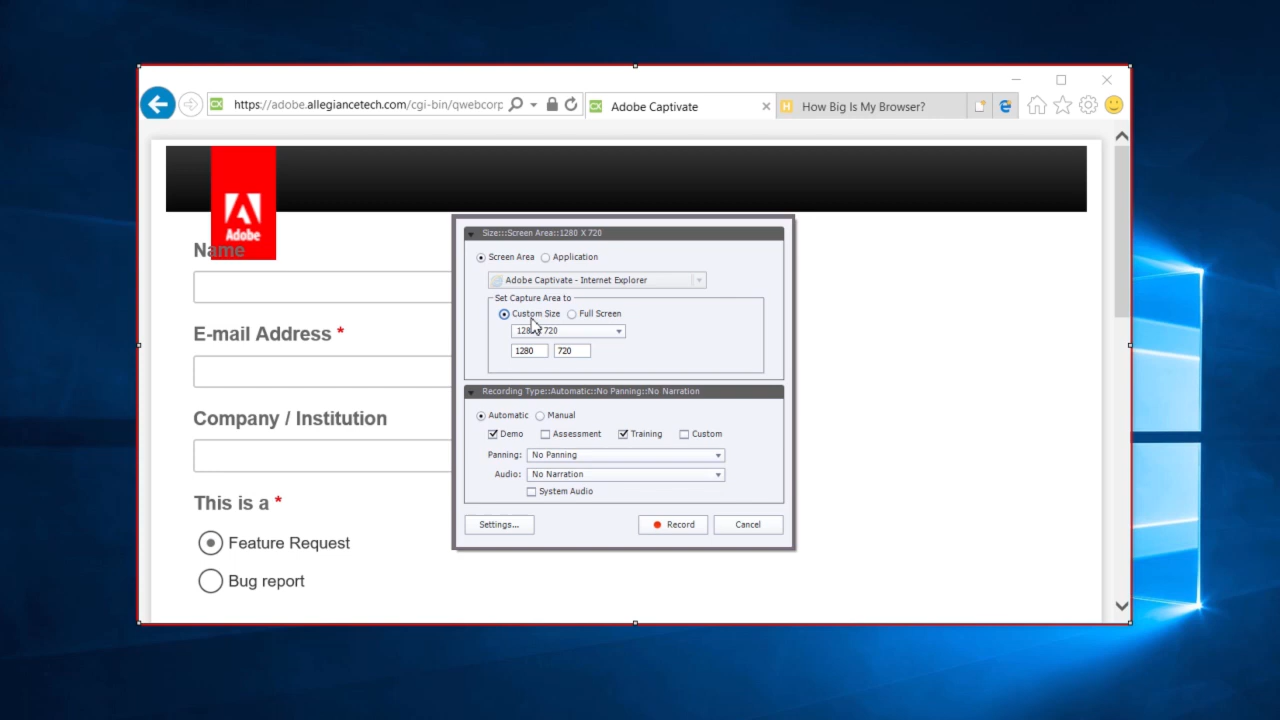 https://adobe.allegiancetech.com/cgi-bin/qwebcorp
Adobe Captivate
How Big Is My Browser?
Adobe
Name
E-mail Address *
Company / Institution
This is a *
Feature Request
Bug report
Size:::Screen Area::1280 X 720
Screen Area Application
Adobe Captivate - Internet Explorer
Set Capture Area to
Custom Size Full Screen
720
1280 720
Recording Type::Automatic::No Panning::No Narration
Automatic Manual
Demo Assessment Training Custom
Panning: No Panning
Audio: No Narration
System Audio
Settings... Record Cancel